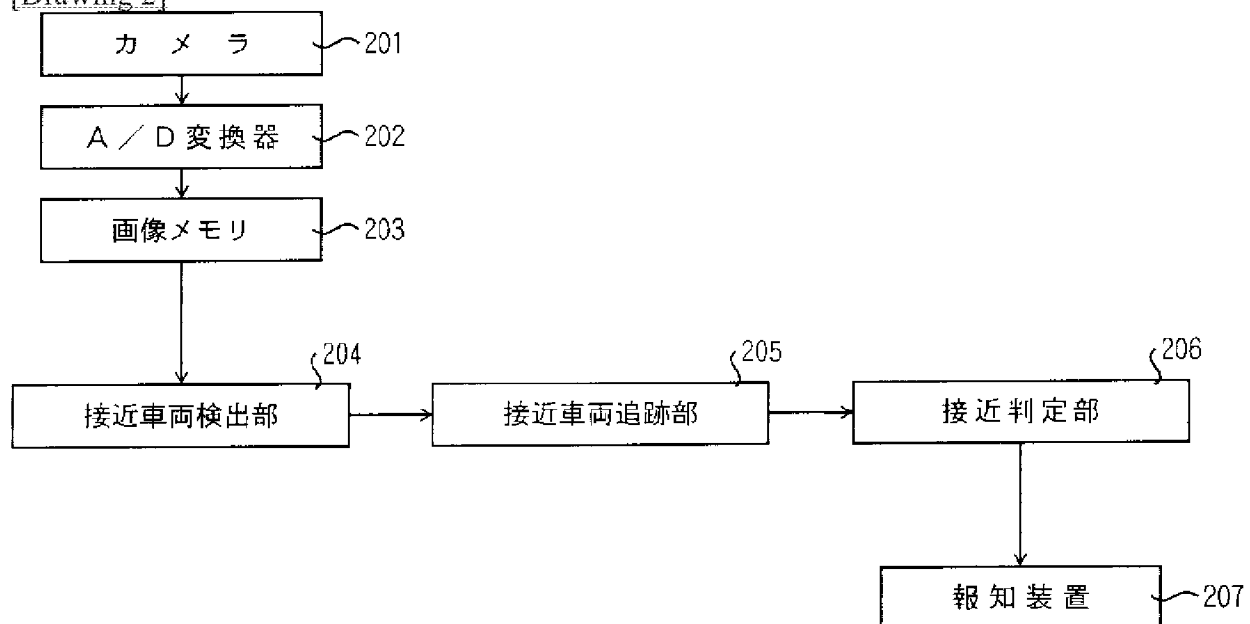 [Drawing 2]
カメラ
201
A/D変換器
202
画像メモリ
203
204
接近車両検出部
205
接近車両追跡部
206
接近判定部
報知装置
207